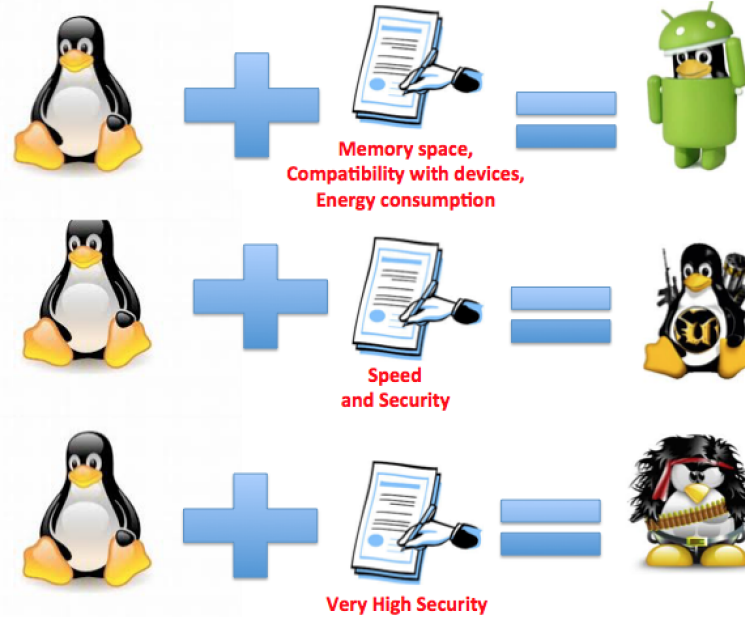 Memory space,
Compatibility with devices,
Energy consumption
Speed
and Security
Very High Security